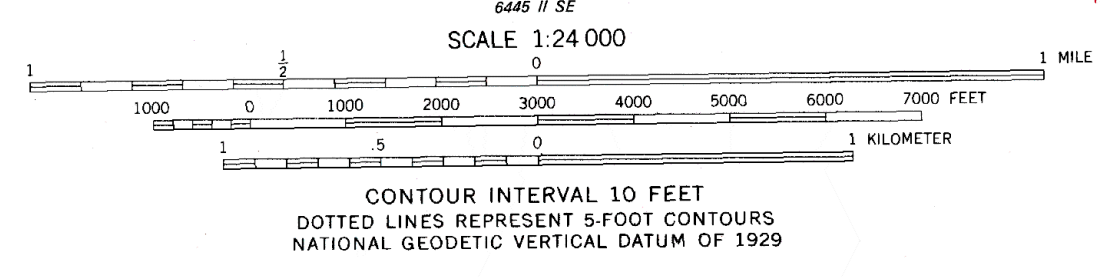 6445 II SE
SCALE 1:24 000
1 1/2 0 1 MILE
1000 0 1000 2000 3000 4000 5000 6000 7000 FEET
1 .5 0 1 KILOMETER
CONTOUR INTERVAL 10 FEET
DOTTED LINES REPRESENT 5-FOOT CONTOURS
NATIONAL GEODETIC VERTICAL DATUM OF 1929